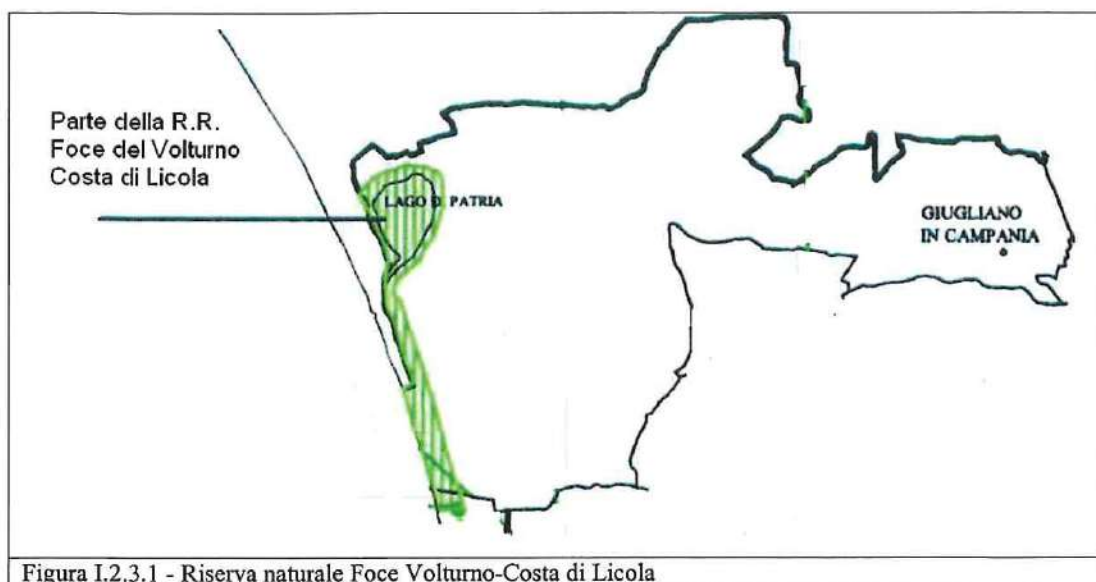 Parte della R.R.
Foce del Volturno
Costa di Licola
LAGO D. PATRIA
GIUGLIANO
IN CAMPANIA
Figura I.2.3.1 - Riserva naturale Foce Volturno-Costa di Licola